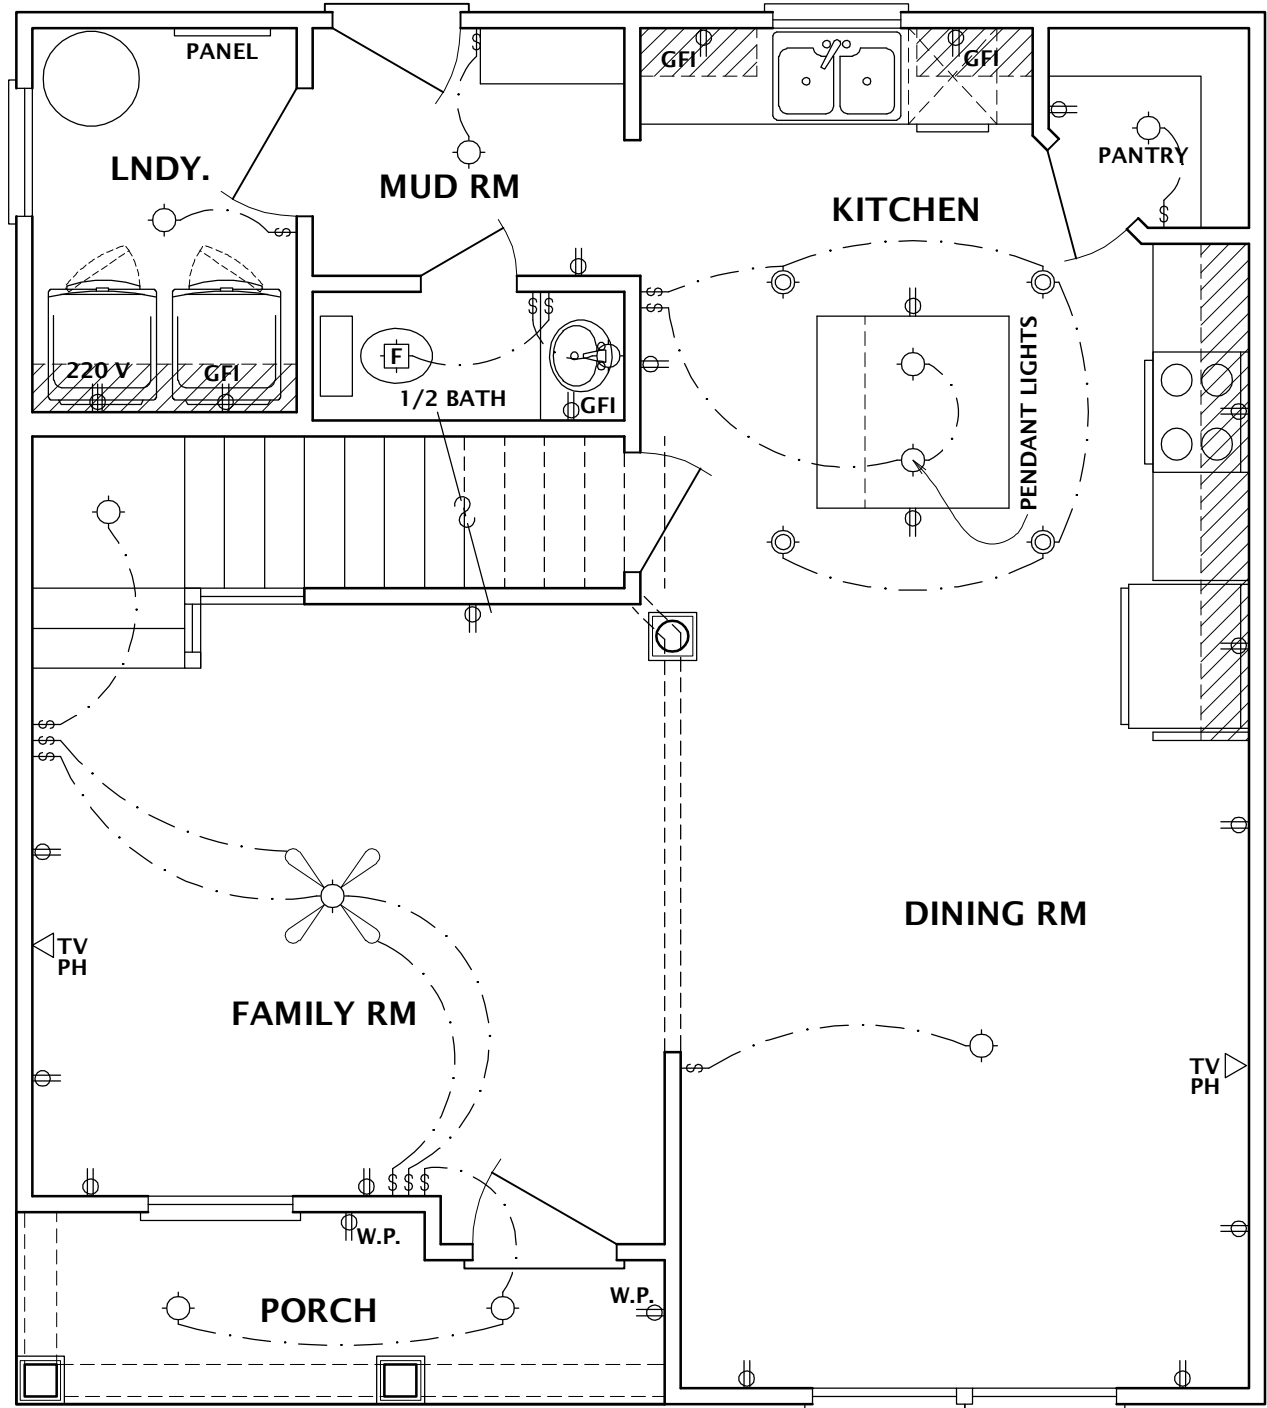 PANEL
GFI
GFI
LNDY.
MUD RM
PANTRY
KITCHEN
S
S
S
S
S
S
S
PENDANT LIGHTS
220 V
GFI
F
1/2 BATH
GFI
S
S
S
DINING RM
TV
PH
FAMILY RM
S
TV
PH
S
S
S
W.P.
W.P.
PORCH